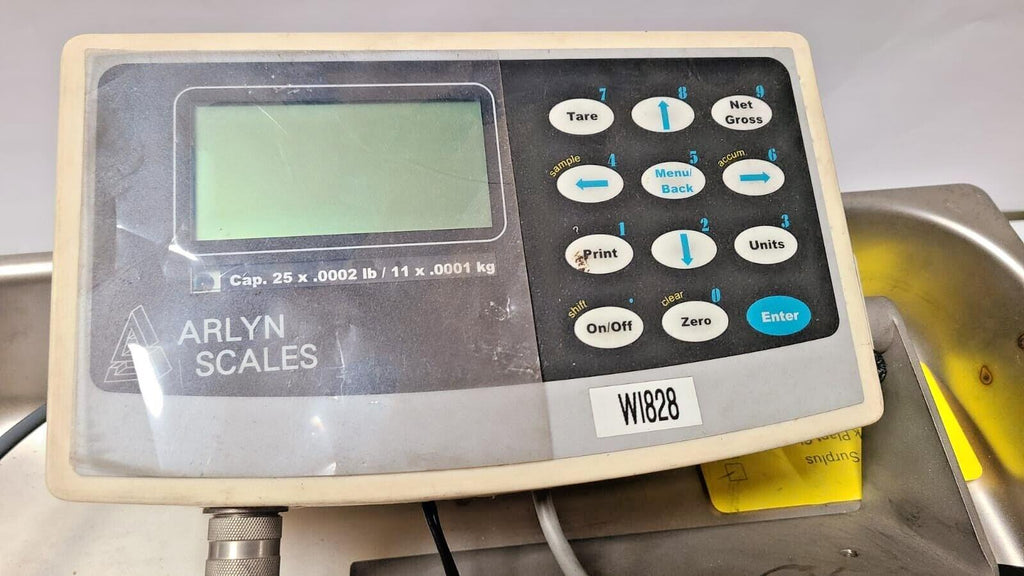 7 8 9
Tare Net Gross
sample 4 5 accum 6
Menu/
Back
? 1 2 3
Print Units
Cap. 25 x .0002 lb / 11 x .0001 kg
shift . clear 0
On/Off Zero Enter
ARLYN
SCALES
W1828
Surplus